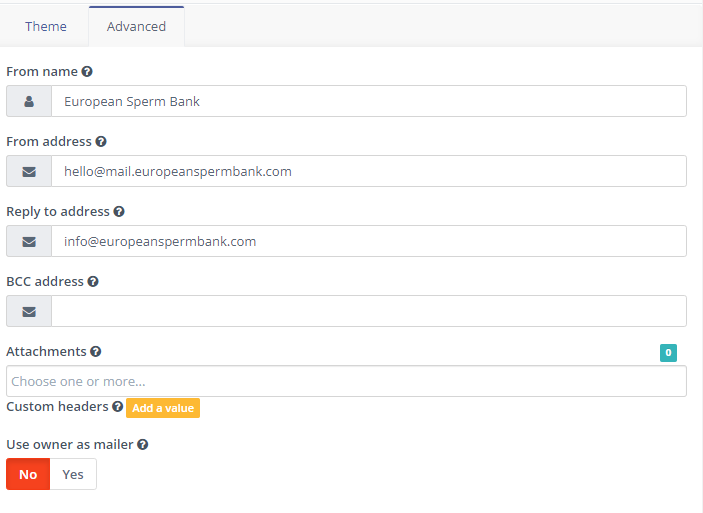 Theme Advanced
From name
European Sperm Bank
From address
hello@mail.europeanspermbank.com
Reply to address
info@europeanspermbank.com
BCC address
Attachments 0
Choose one or more...
Custom headers Add a value
Use owner as mailer
No Yes